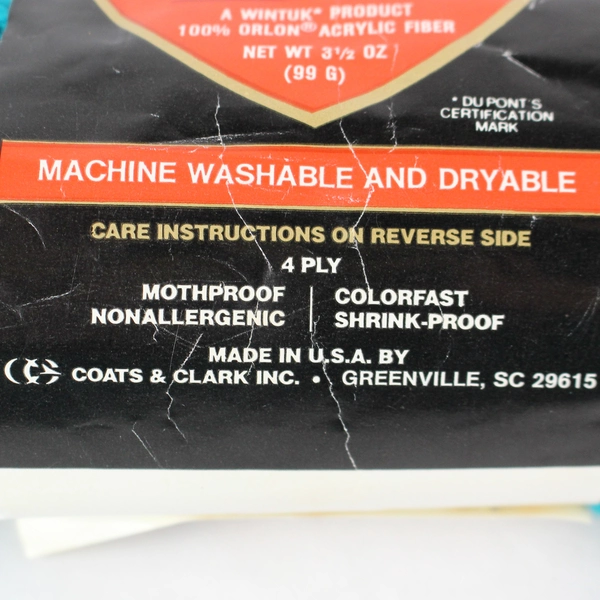 A WINTUK* PRODUCT
100% ORLON® ACRYLIC FIBER
NET WT 3½ OZ
(99 G)
* DU PONT'S
CERTIFICATION
MARK
MACHINE WASHABLE AND DRYABLE
CARE INSTRUCTIONS ON REVERSE SIDE
4 PLY
MOTHPROOF | COLORFAST
NONALLERGENIC | SHRINK-PROOF
MADE IN U.S.A. BY
COATS & CLARK INC. • GREENVILLE, SC 29615